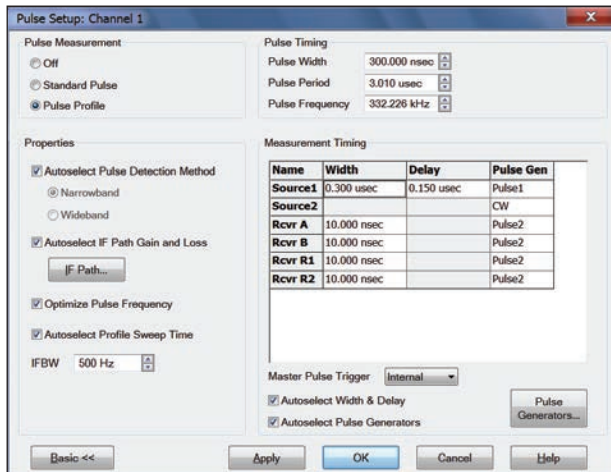 Pulse Setup: Channel 1
Pulse Measurement
Off
Standard Pulse
Pulse Profile
Pulse Timing
Pulse Width 300.000 nsec
Pulse Period 3.010 usec
Pulse Frequency 332.226 kHz
Properties
Autoselect Pulse Detection Method
Narrowband
Wideband
Autoselect IF Path Gain and Loss
IF Path...
Optimize Pulse Frequency
Autoselect Profile Sweep Time
IFBW 500 Hz
Measurement Timing
Name Width Delay Pulse Gen
Source1 0.300 usec 0.150 usec Pulse1
Source2 CW
Rcvr A 10.000 nsec Pulse2
Rcvr B 10.000 nsec Pulse2
Rcvr R1 10.000 nsec Pulse2
Rcvr R2 10.000 nsec Pulse2
Master Pulse Trigger Internal
Autoselect Width & Delay
Autoselect Pulse Generators
Pulse
Generators...
Basic << Apply OK Cancel Help